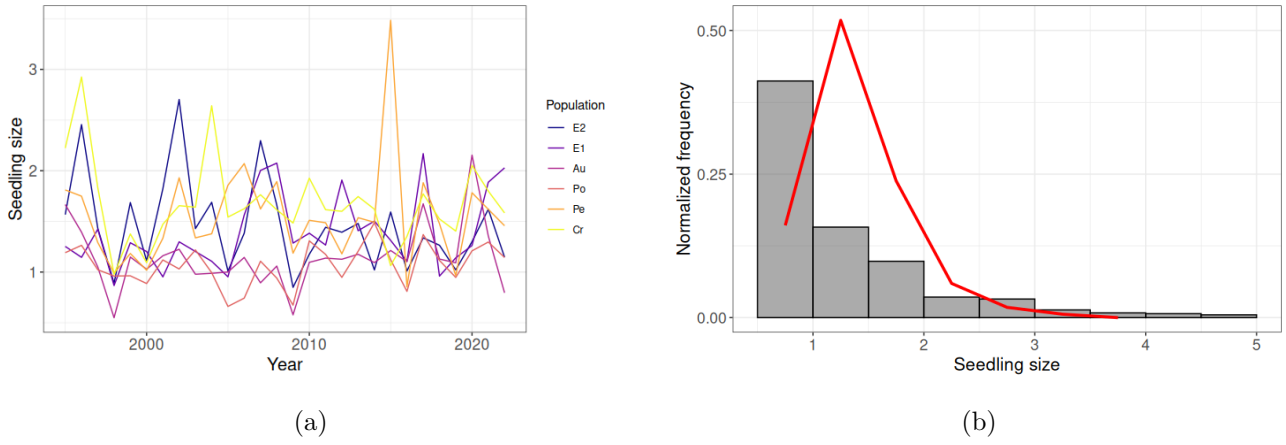 Seedling size
3
2
1
2000
2010
2020
Year
Population
E2
E1
Au
Po
Pe
Cr
(a)
Normalized frequency
0.50
0.25
0.00
1
2
3
4
5
Seedling size
(b)